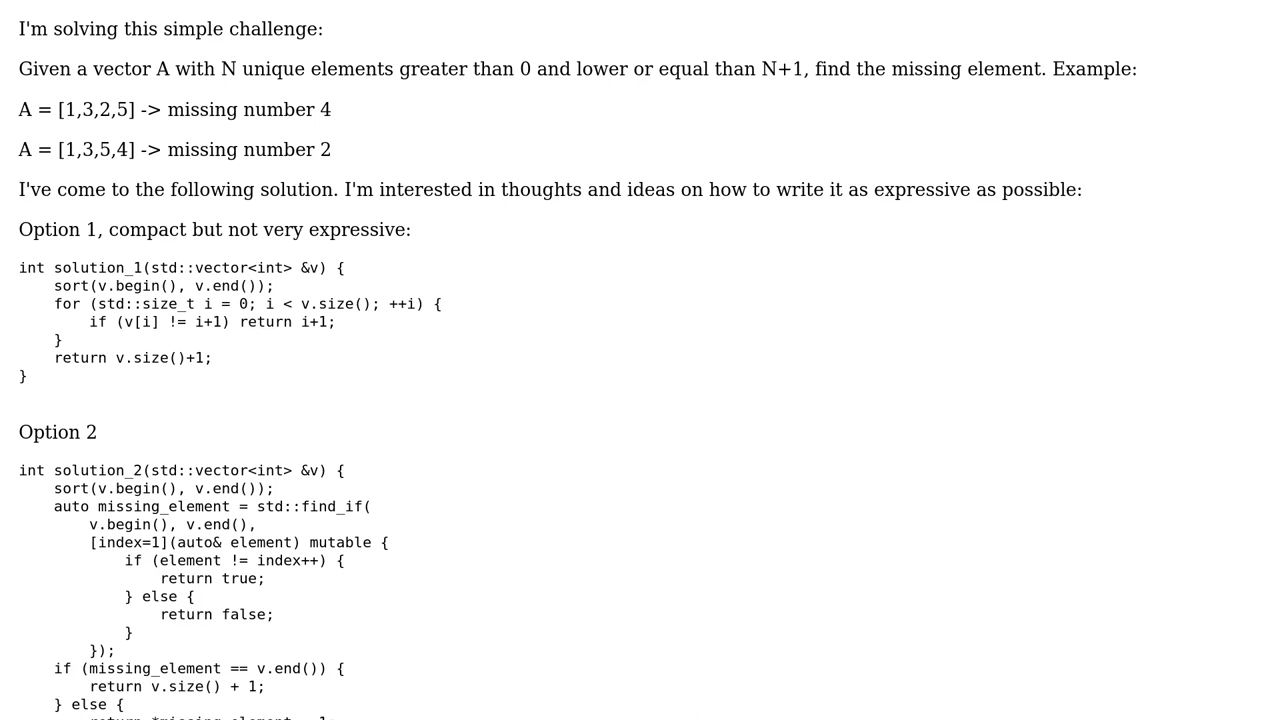 I'm solving this simple challenge:
Given a vector A with N unique elements greater than 0 and lower or equal than N+1, find the missing element. Example:
A = [1,3,2,5] -> missing number 4
A = [1,3,5,4] -> missing number 2
I've come to the following solution. I'm interested in thoughts and ideas on how to write it as expressive as possible:
Option 1, compact but not very expressive:
int solution_1(std::vector<int> &v) {
    sort(v.begin(), v.end());
    for (std::size_t i = 0; i < v.size(); ++i) {
        if (v[i] != i+1) return i+1;
    }
    return v.size()+1;
}
Option 2
int solution_2(std::vector<int> &v) {
    sort(v.begin(), v.end());
    auto missing_element = std::find_if(
        v.begin(), v.end(),
        [index=1](auto& element) mutable {
            if (element != index++) {
                return true;
            } else {
                return false;
            }
        });
    if (missing_element == v.end()) {
        return v.size() + 1;
    } else {